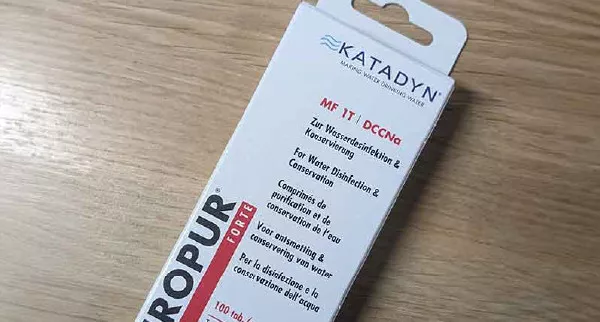 KATADYN®
MAKING WATER DRINKING WATER
MF 1T | DCCNa
Zur Wasserdesinfektion &
Konservierung
For Water Disinfection &
Conservation
Comprimés de
purification et de
conservation de l'eau
Voor ontsmetting &
conservering van water
Per la disinfezione e la
conservazione dell'acqua
100 tab./
ROPUR®
FORTE